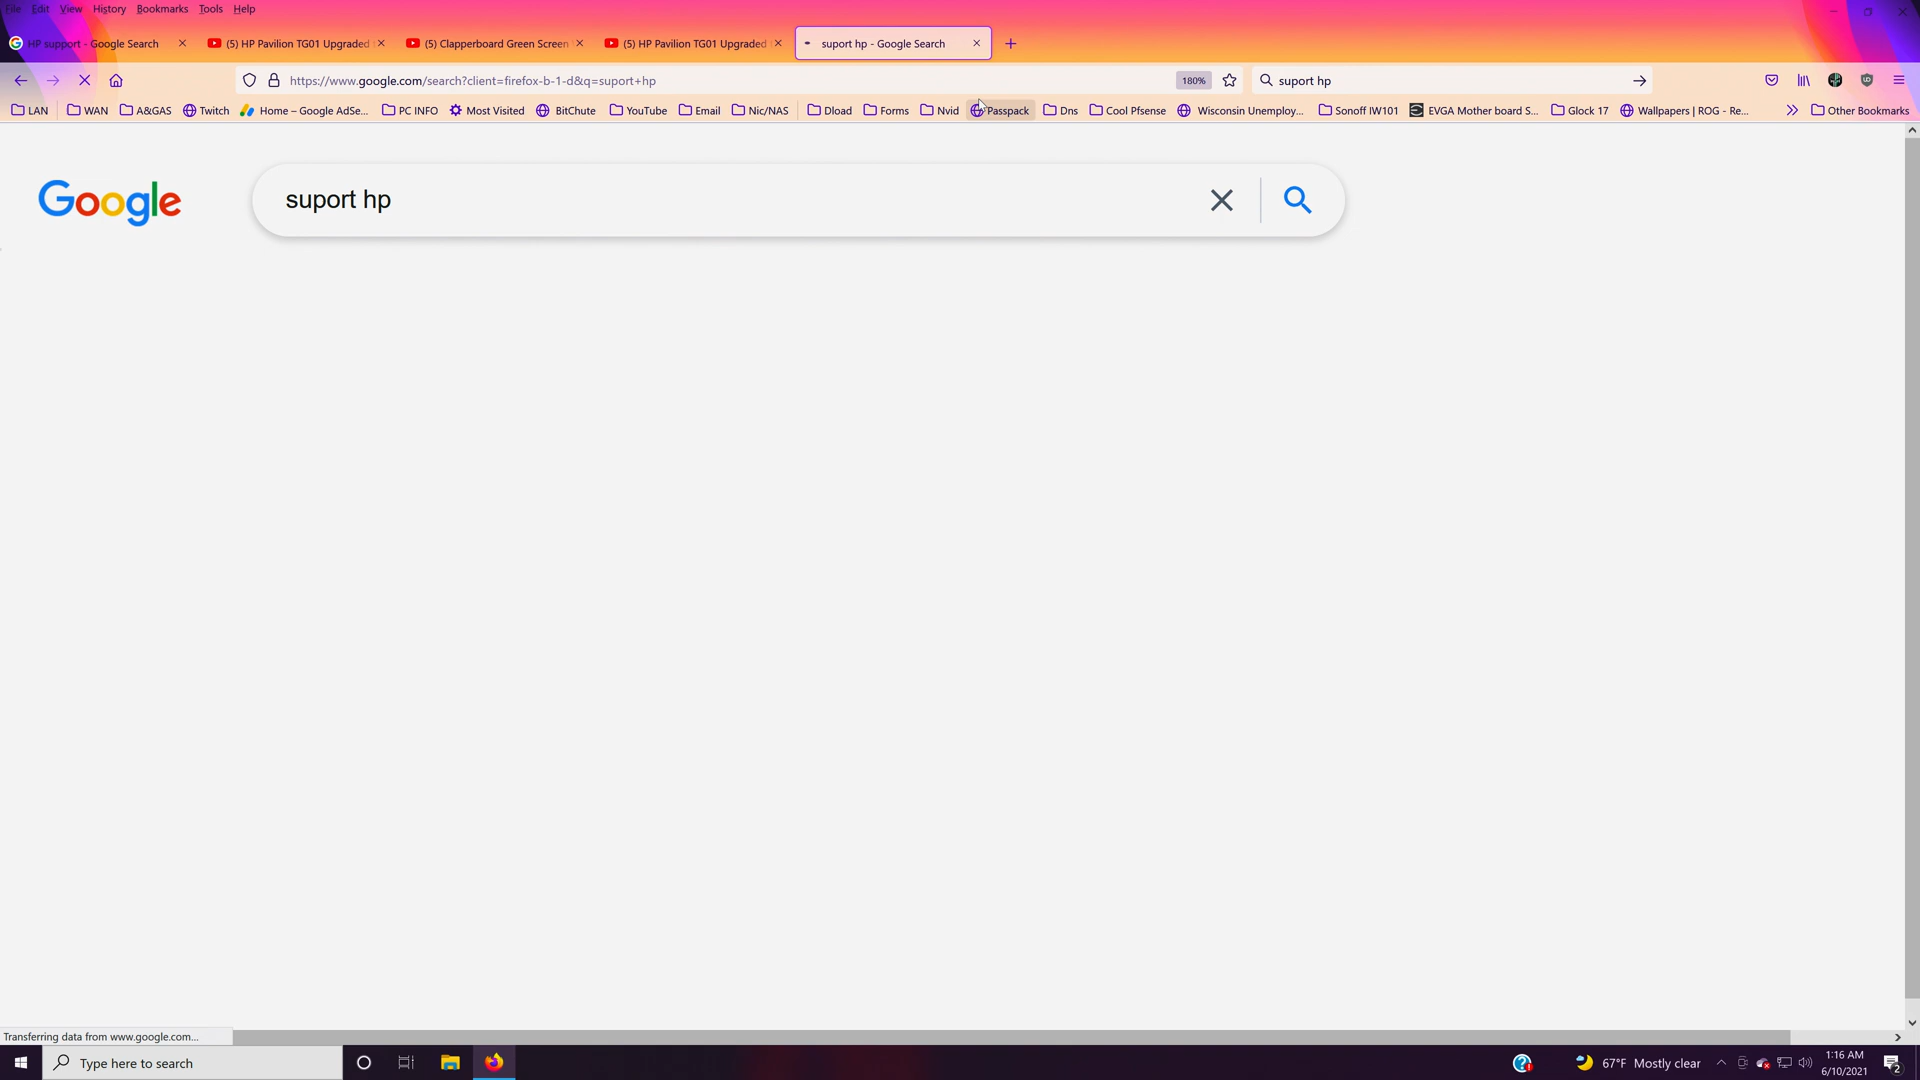 File Edit View History Bookmarks Tools Help
HP support - Google Search
(5) HP Pavilion TG01 Upgraded
(5) Clapperboard Green Screen
(5) HP Pavilion TG01 Upgraded
suport hp - Google Search
https://www.google.com/search?client=firefox-b-1-d&q=suport+hp
180%
suport hp
LAN WAN A&GAS Twitch Home – Google AdSe... PC INFO Most Visited BitChute YouTube Email Nic/NAS Dload Forms Nvid Passpack Dns Cool Pfsense Wisconsin Unemploy... Sonoff IW101 EVGA Mother board S... Glock 17 Wallpapers | ROG - Re... Other Bookmarks
Google
suport hp
Transferring data from www.google.com...
Type here to search
67°F Mostly clear
1:16 AM
6/10/2021
2